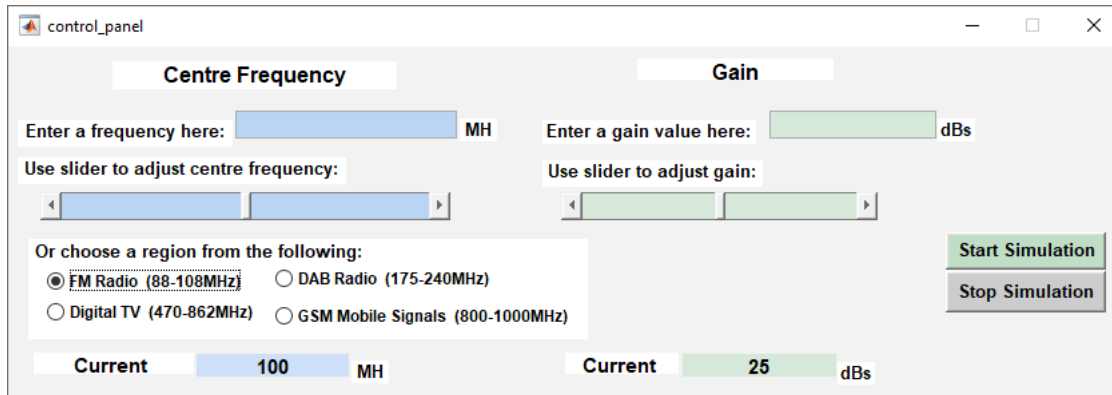 control_panel
Centre Frequency
Gain
Enter a frequency here:
MH
Enter a gain value here:
dBs
Use slider to adjust centre frequency:
Use slider to adjust gain:
Or choose a region from the following:
FM Radio (88-108MHz)
DAB Radio (175-240MHz)
Digital TV (470-862MHz)
GSM Mobile Signals (800-1000MHz)
Start Simulation
Stop Simulation
Current
100
MH
Current
25
dBs